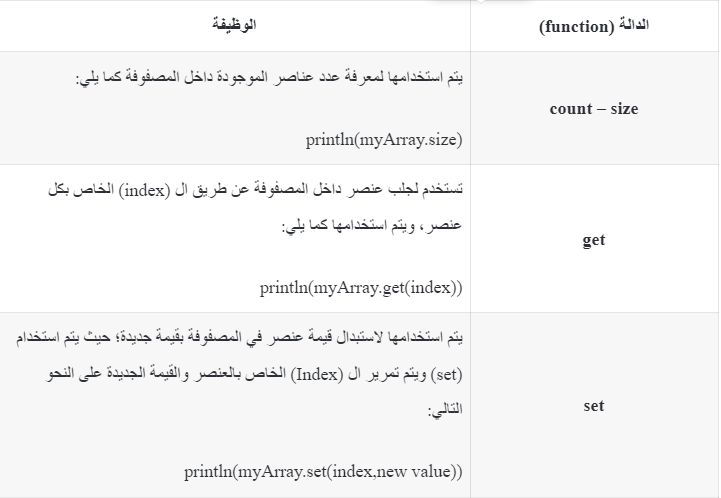 الدالة (function)
الوظيفة
count – size
يتم استخدامها لمعرفة عدد عناصر الموجودة داخل المصفوفة كما يلي:
println(myArray.size)
get
تستخدم لجلب عنصر داخل المصفوفة عن طريق ال (index) الخاص بكل
عنصر، ويتم استخدامها كما يلي:
println(myArray.get(index))
set
يتم استخدامها لاستبدال قيمة عنصر في المصفوفة بقيمة جديدة؛ حيث يتم استخدام
(set) ويتم تمرير ال (Index) الخاص بالعنصر والقيمة الجديدة على النحو
التالي:
println(myArray.set(index,new value))